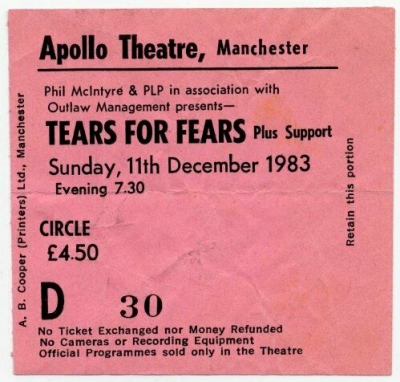 Apollo Theatre, Manchester
Phil McIntyre & PLP in association with
Outlaw Management presents—
TEARS FOR FEARS Plus Support
Sunday, 11th December 1983
Evening 7.30
CIRCLE
£4.50
D 30
No Ticket Exchanged nor Money Refunded
No Cameras or Recording Equipment
Official Programmes sold only in the Theatre
A. B. Cooper (Printers) Ltd., Manchester
Retain this portion